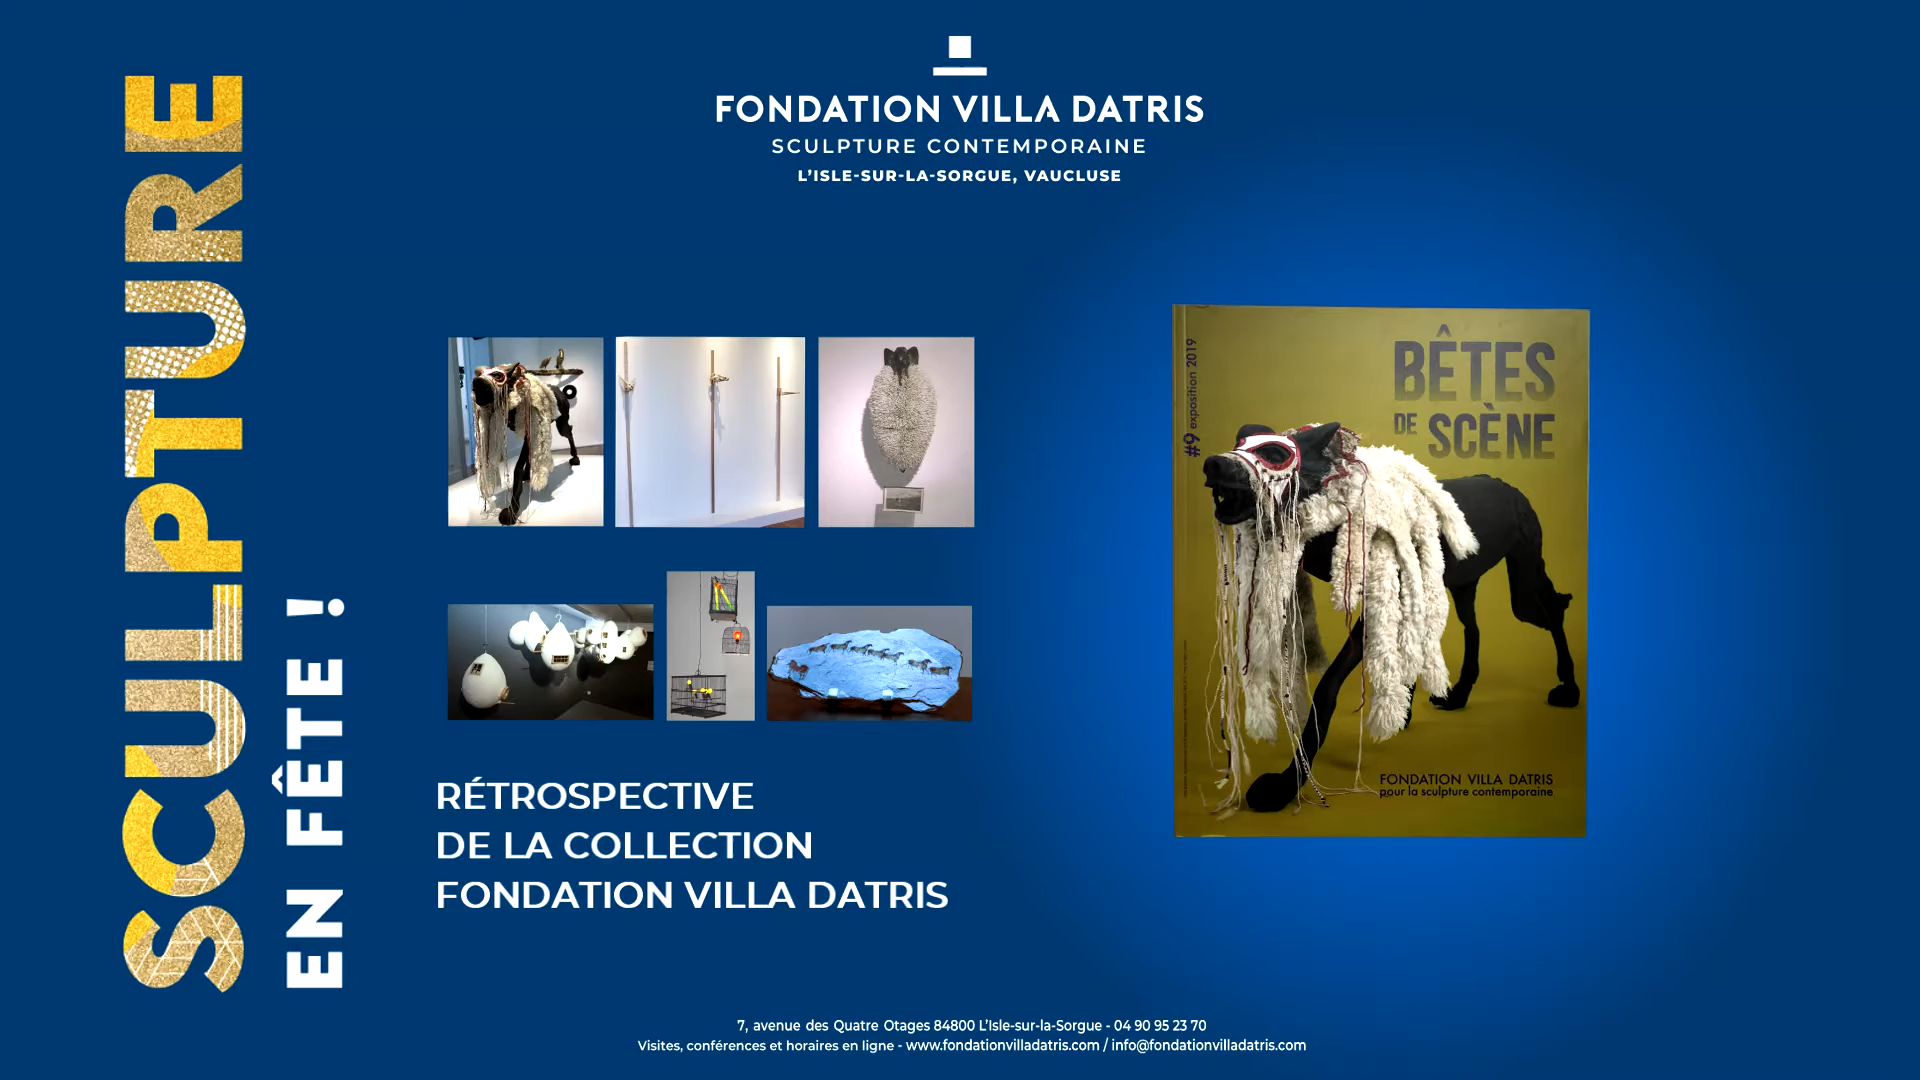 FONDATION VILLA DATRIS
SCULPTURE CONTEMPORAINE
L'ISLE-SUR-LA-SORGUE, VAUCLUSE
SCULPTURE
EN FÊTE !
#9 exposition 2019
BÊTES
DE SCÈNE
FONDATION VILLA DATRIS
pour la sculpture contemporaine
RÉTROSPECTIVE
DE LA COLLECTION
FONDATION VILLA DATRIS
7, avenue des Quatre Otages 84800 L'Isle-sur-la-Sorgue - 04 90 95 23 70
Visites, conférences et horaires en ligne - www.fondationvilladatris.com / info@fondationvilladatris.com